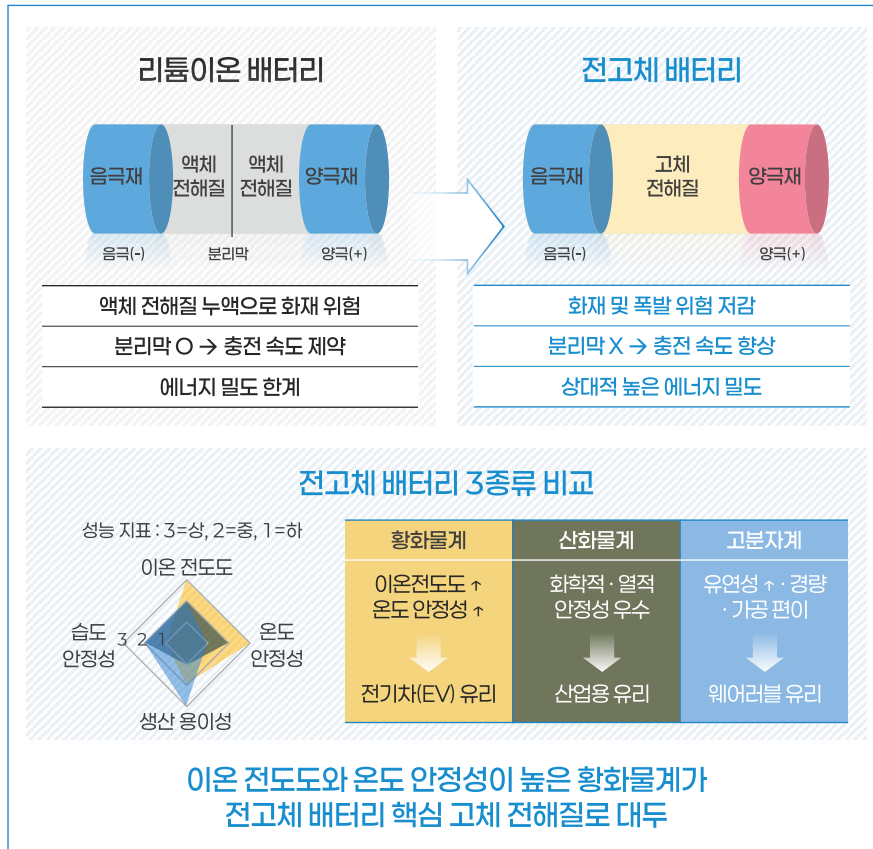 리튬이온 배터리
음극재
액체
전해질
액체
전해질
양극재
음극(-)
분리막
양극(+)
액체 전해질 누액으로 화재 위험
분리막 O → 충전 속도 제약
에너지 밀도 한계
전고체 배터리
음극재
고체
전해질
양극재
음극(-)
양극(+)
화재 및 폭발 위험 저감
분리막 X → 충전 속도 향상
상대적 높은 에너지 밀도
전고체 배터리 3종류 비교
성능 지표 : 3=상, 2=중, 1=하
이온 전도도
습도
안정성
3 2 1
온도
안정성
생산 용이성
황화물계
이온전도도 ↑
온도 안정성 ↑
전기차(EV) 유리
산화물계
화학적 · 열적
안정성 우수
산업용 유리
고분자계
유연성 ↑ · 경량
· 가공 편이
웨어러블 유리
이온 전도도와 온도 안정성이 높은 황화물계가
전고체 배터리 핵심 고체 전해질로 대두